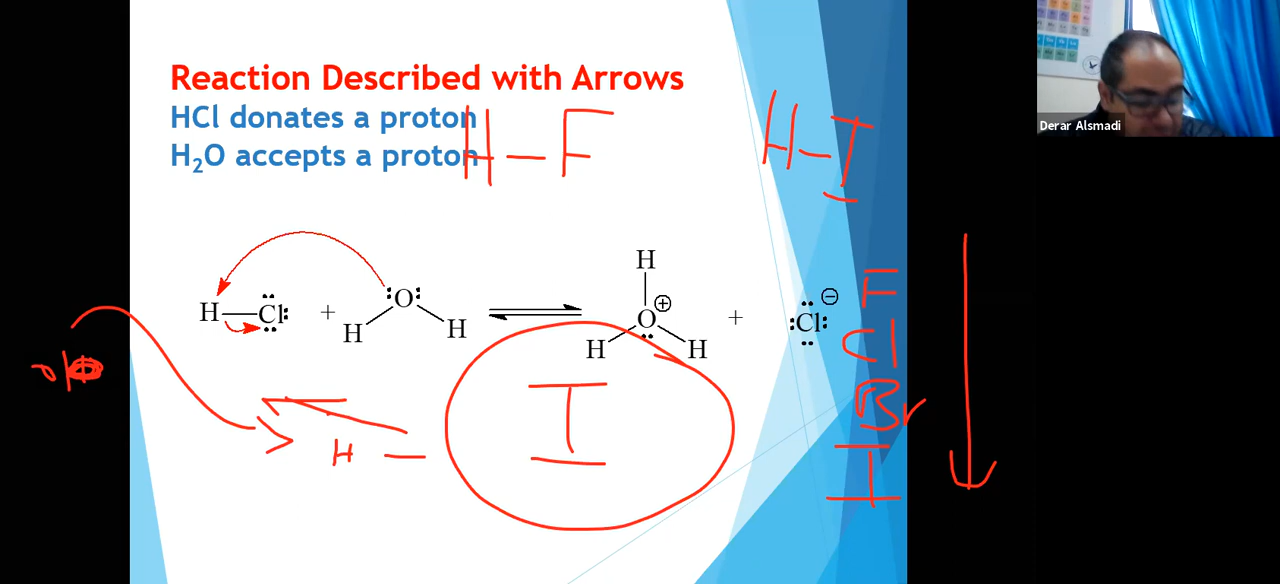 Reaction Described with Arrows
HCl donates a proton
H2O accepts a proton
H-F
H-I
Derar Alsmadi
H
H—Cl + O ⇌ O ⊕ + Cl ⊖
H H
H H
F
Cl
Br
I
H - I